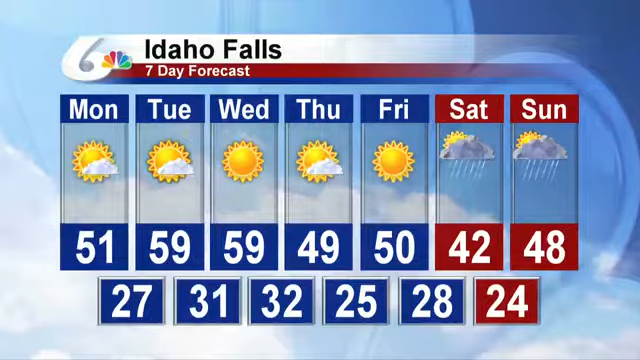 6 Idaho Falls
7 Day Forecast
Mon Tue Wed Thu Fri Sat Sun
51 59 59 49 50 42 48
27 31 32 25 28 24